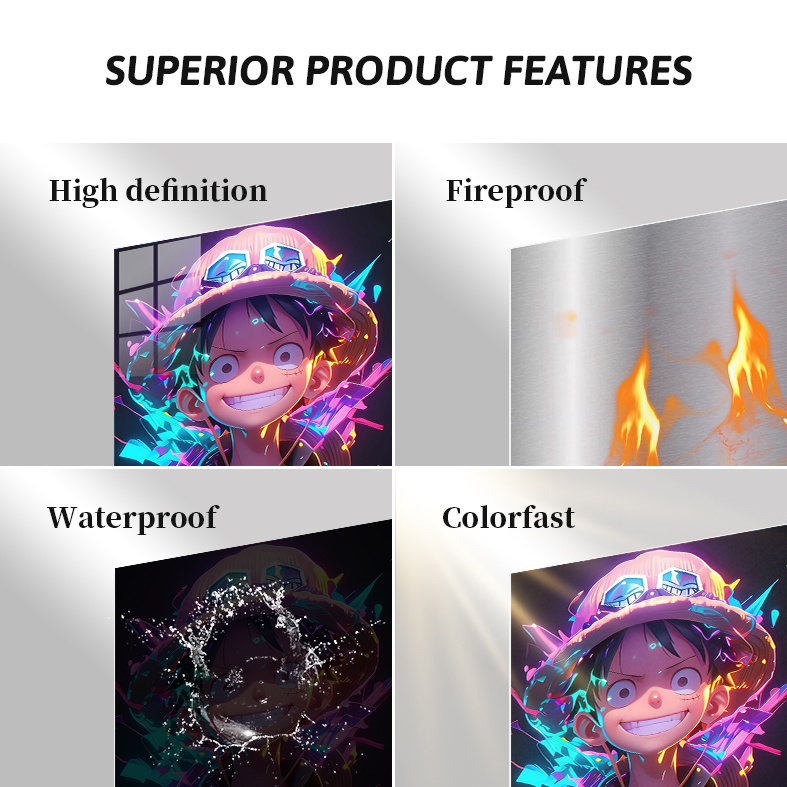 SUPERIOR PRODUCT FEATURES
High definition
Fireproof
Waterproof
Colorfast